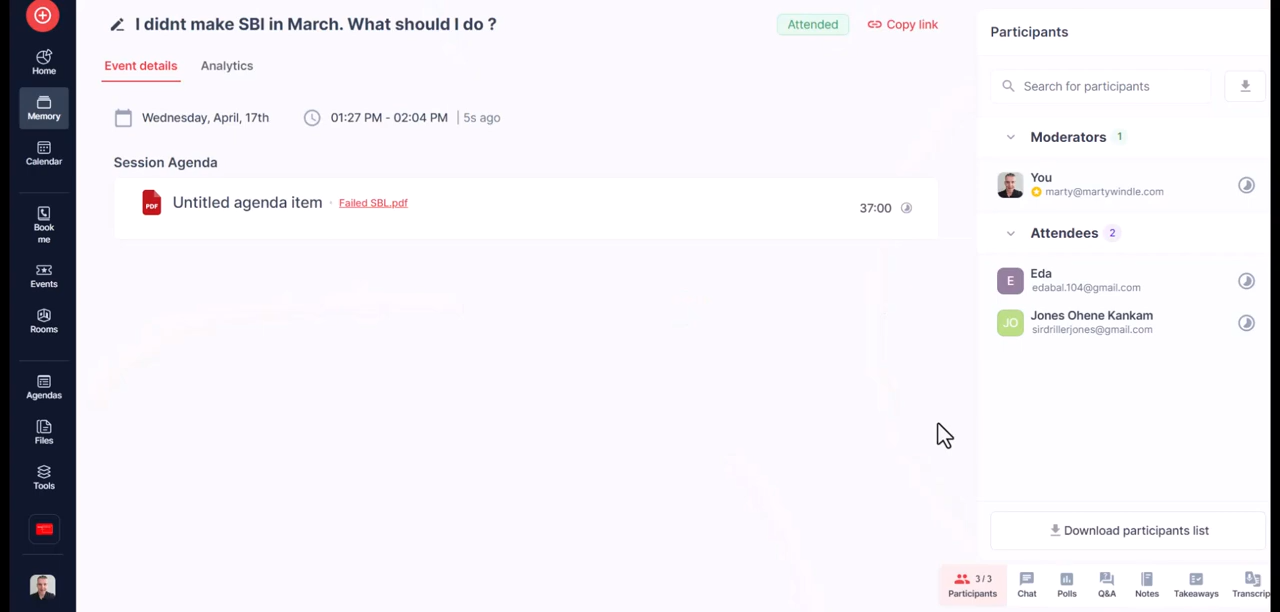 I didnt make SBI in March. What should I do ?
Attended
Copy link
Event details
Analytics
Wednesday, April, 17th
01:27 PM - 02:04 PM | 5s ago
Session Agenda
PDF
Untitled agenda item · Failed SBL.pdf
37:00
Home
Memory
Calendar
Book
me
Events
Rooms
Agendas
Files
Tools
Participants
Search for participants
Moderators 1
You
marty@martywindle.com
Attendees 2
E
Eda
edabal.104@gmail.com
JO
Jones Ohene Kankam
sirdrillerjones@gmail.com
Download participants list
3 / 3
Participants
Chat
Polls
Q&A
Notes
Takeaways
Transcrip